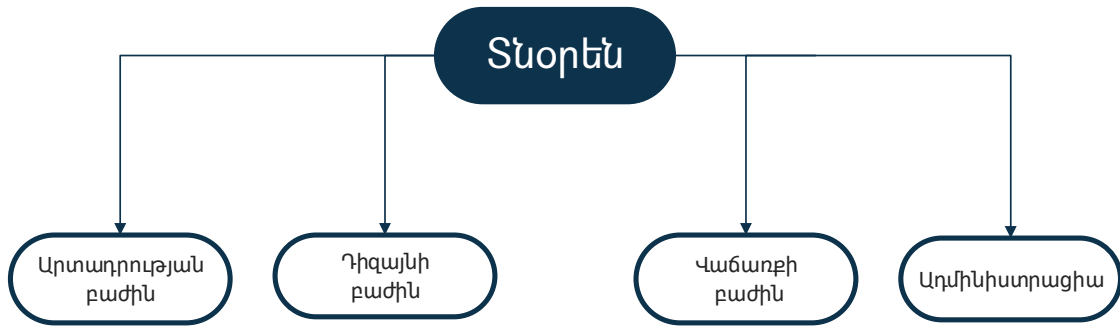 Տնօրեն
Արտադրության
բաժին
Դիզայնի
բաժին
Վաճառքի
բաժին
Ադմինիստրացիա